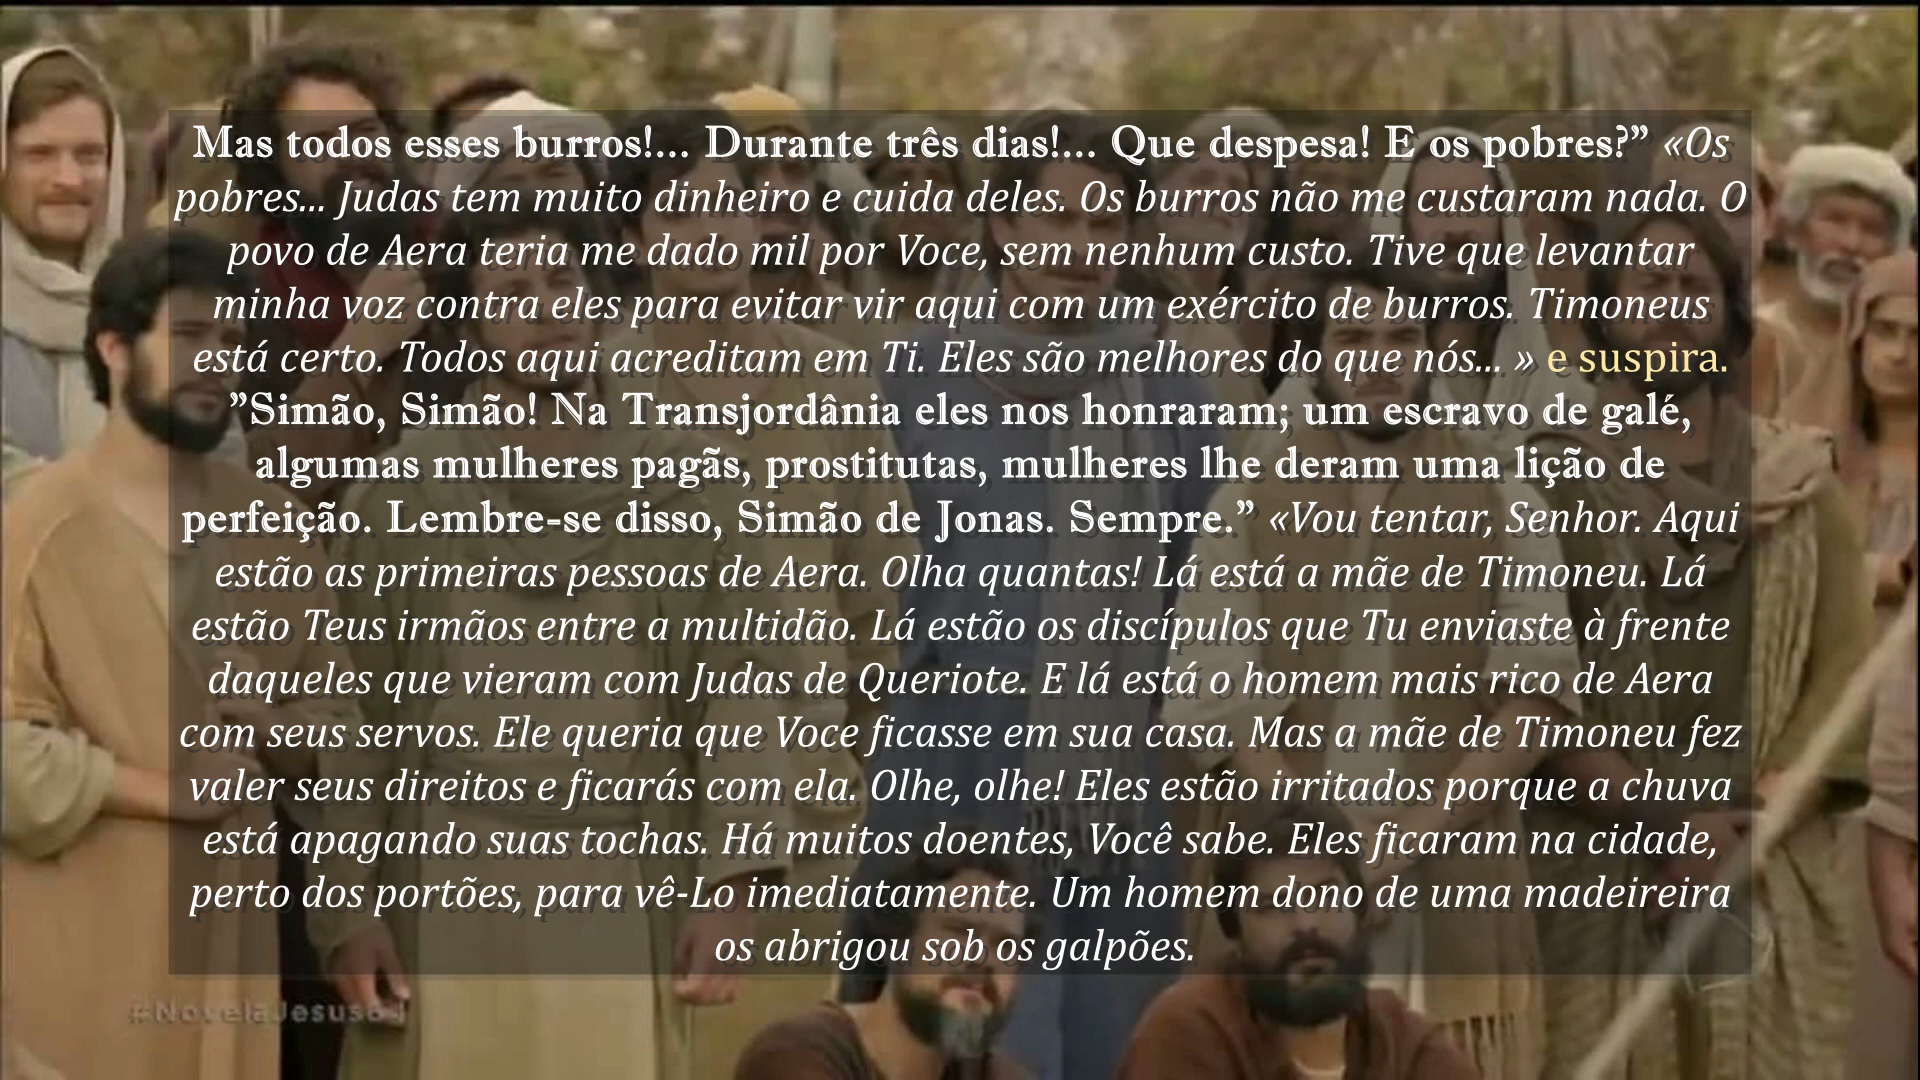 Mas todos esses burros!... Durante três dias!... Que despesa! E os pobres?” «Os
pobres... Judas tem muito dinheiro e cuida deles. Os burros não me custaram nada. O
povo de Aera teria me dado mil por Voce, sem nenhum custo. Tive que levantar
minha voz contra eles para evitar vir aqui com um exército de burros. Timoneus
está certo. Todos aqui acreditam em Ti. Eles são melhores do que nós... » e suspira.
”Simão, Simão! Na Transjordânia eles nos honraram; um escravo de galé,
algumas mulheres pagãs, prostitutas, mulheres lhe deram uma lição de
perfeição. Lembre-se disso, Simão de Jonas. Sempre.” «Vou tentar, Senhor. Aqui
estão as primeiras pessoas de Aera. Olha quantas! Lá está a mãe de Timoneu. Lá
estão Teus irmãos entre a multidão. Lá estão os discípulos que Tu enviaste à frente
daqueles que vieram com Judas de Queriote. E lá está o homem mais rico de Aera
com seus servos. Ele queria que Voce ficasse em sua casa. Mas a mãe de Timoneu fez
valer seus direitos e ficarás com ela. Olhe, olhe! Eles estão irritados porque a chuva
está apagando suas tochas. Há muitos doentes, Você sabe. Eles ficaram na cidade,
perto dos portões, para vê-Lo imediatamente. Um homem dono de uma madeireira
os abrigou sob os galpões.